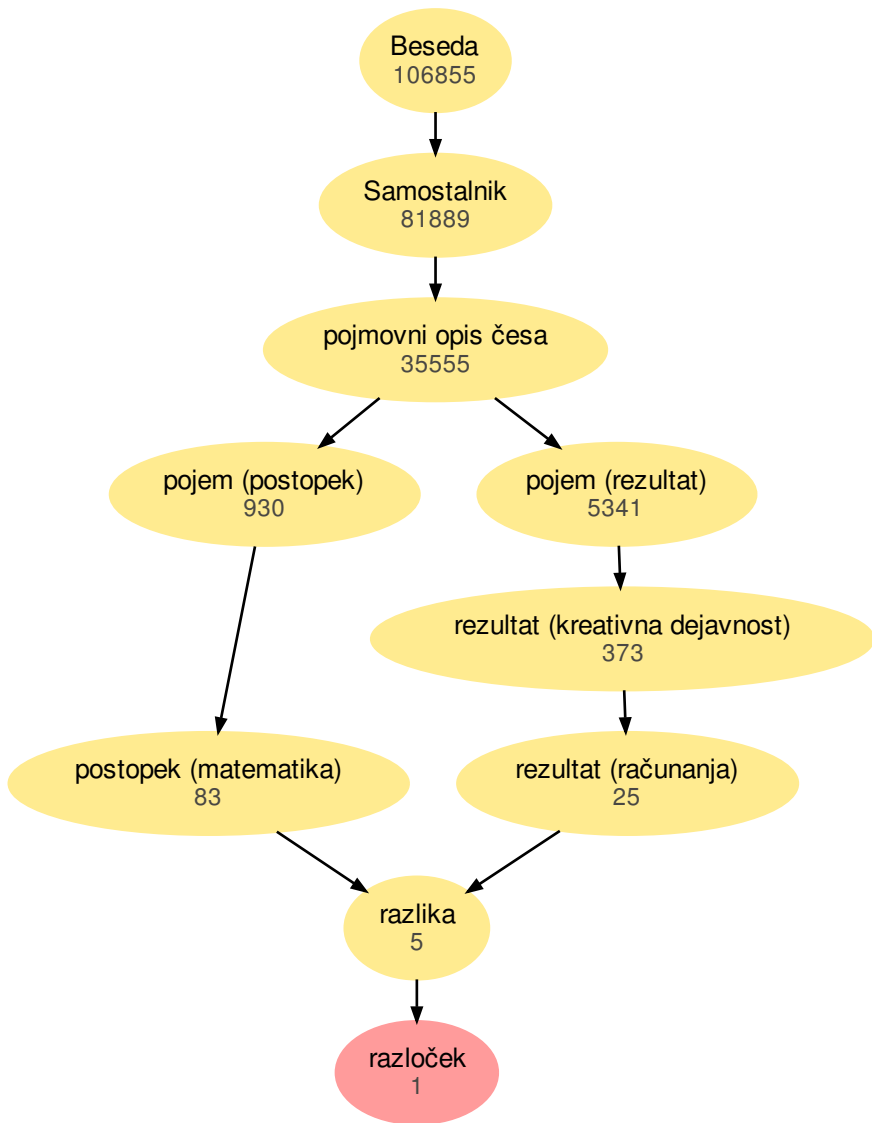 Beseda
106855
Samostalnik
81889
pojmovni opis česa
35555
pojem (postopek)
930
pojem (rezultat)
5341
rezultat (kreativna dejavnost)
373
postopek (matematika)
83
rezultat (računanja)
25
razlika
5
razloček
1